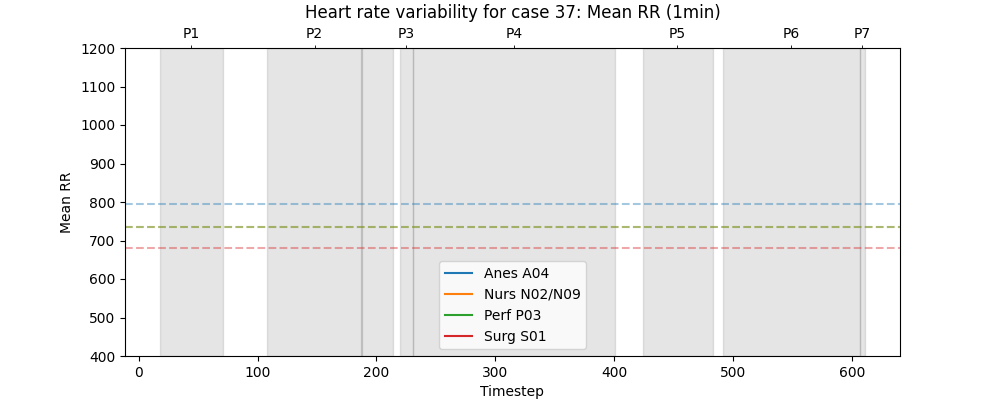 Heart rate variability for case 37: Mean RR (1min)
P1 P2 P3 P4 P5 P6 P7
1200
1100
1000
900
800
700
600
500
400
Mean RR
Anes A04
Nurs N02/N09
Perf P03
Surg S01
0 100 200 300 400 500 600
Timestep